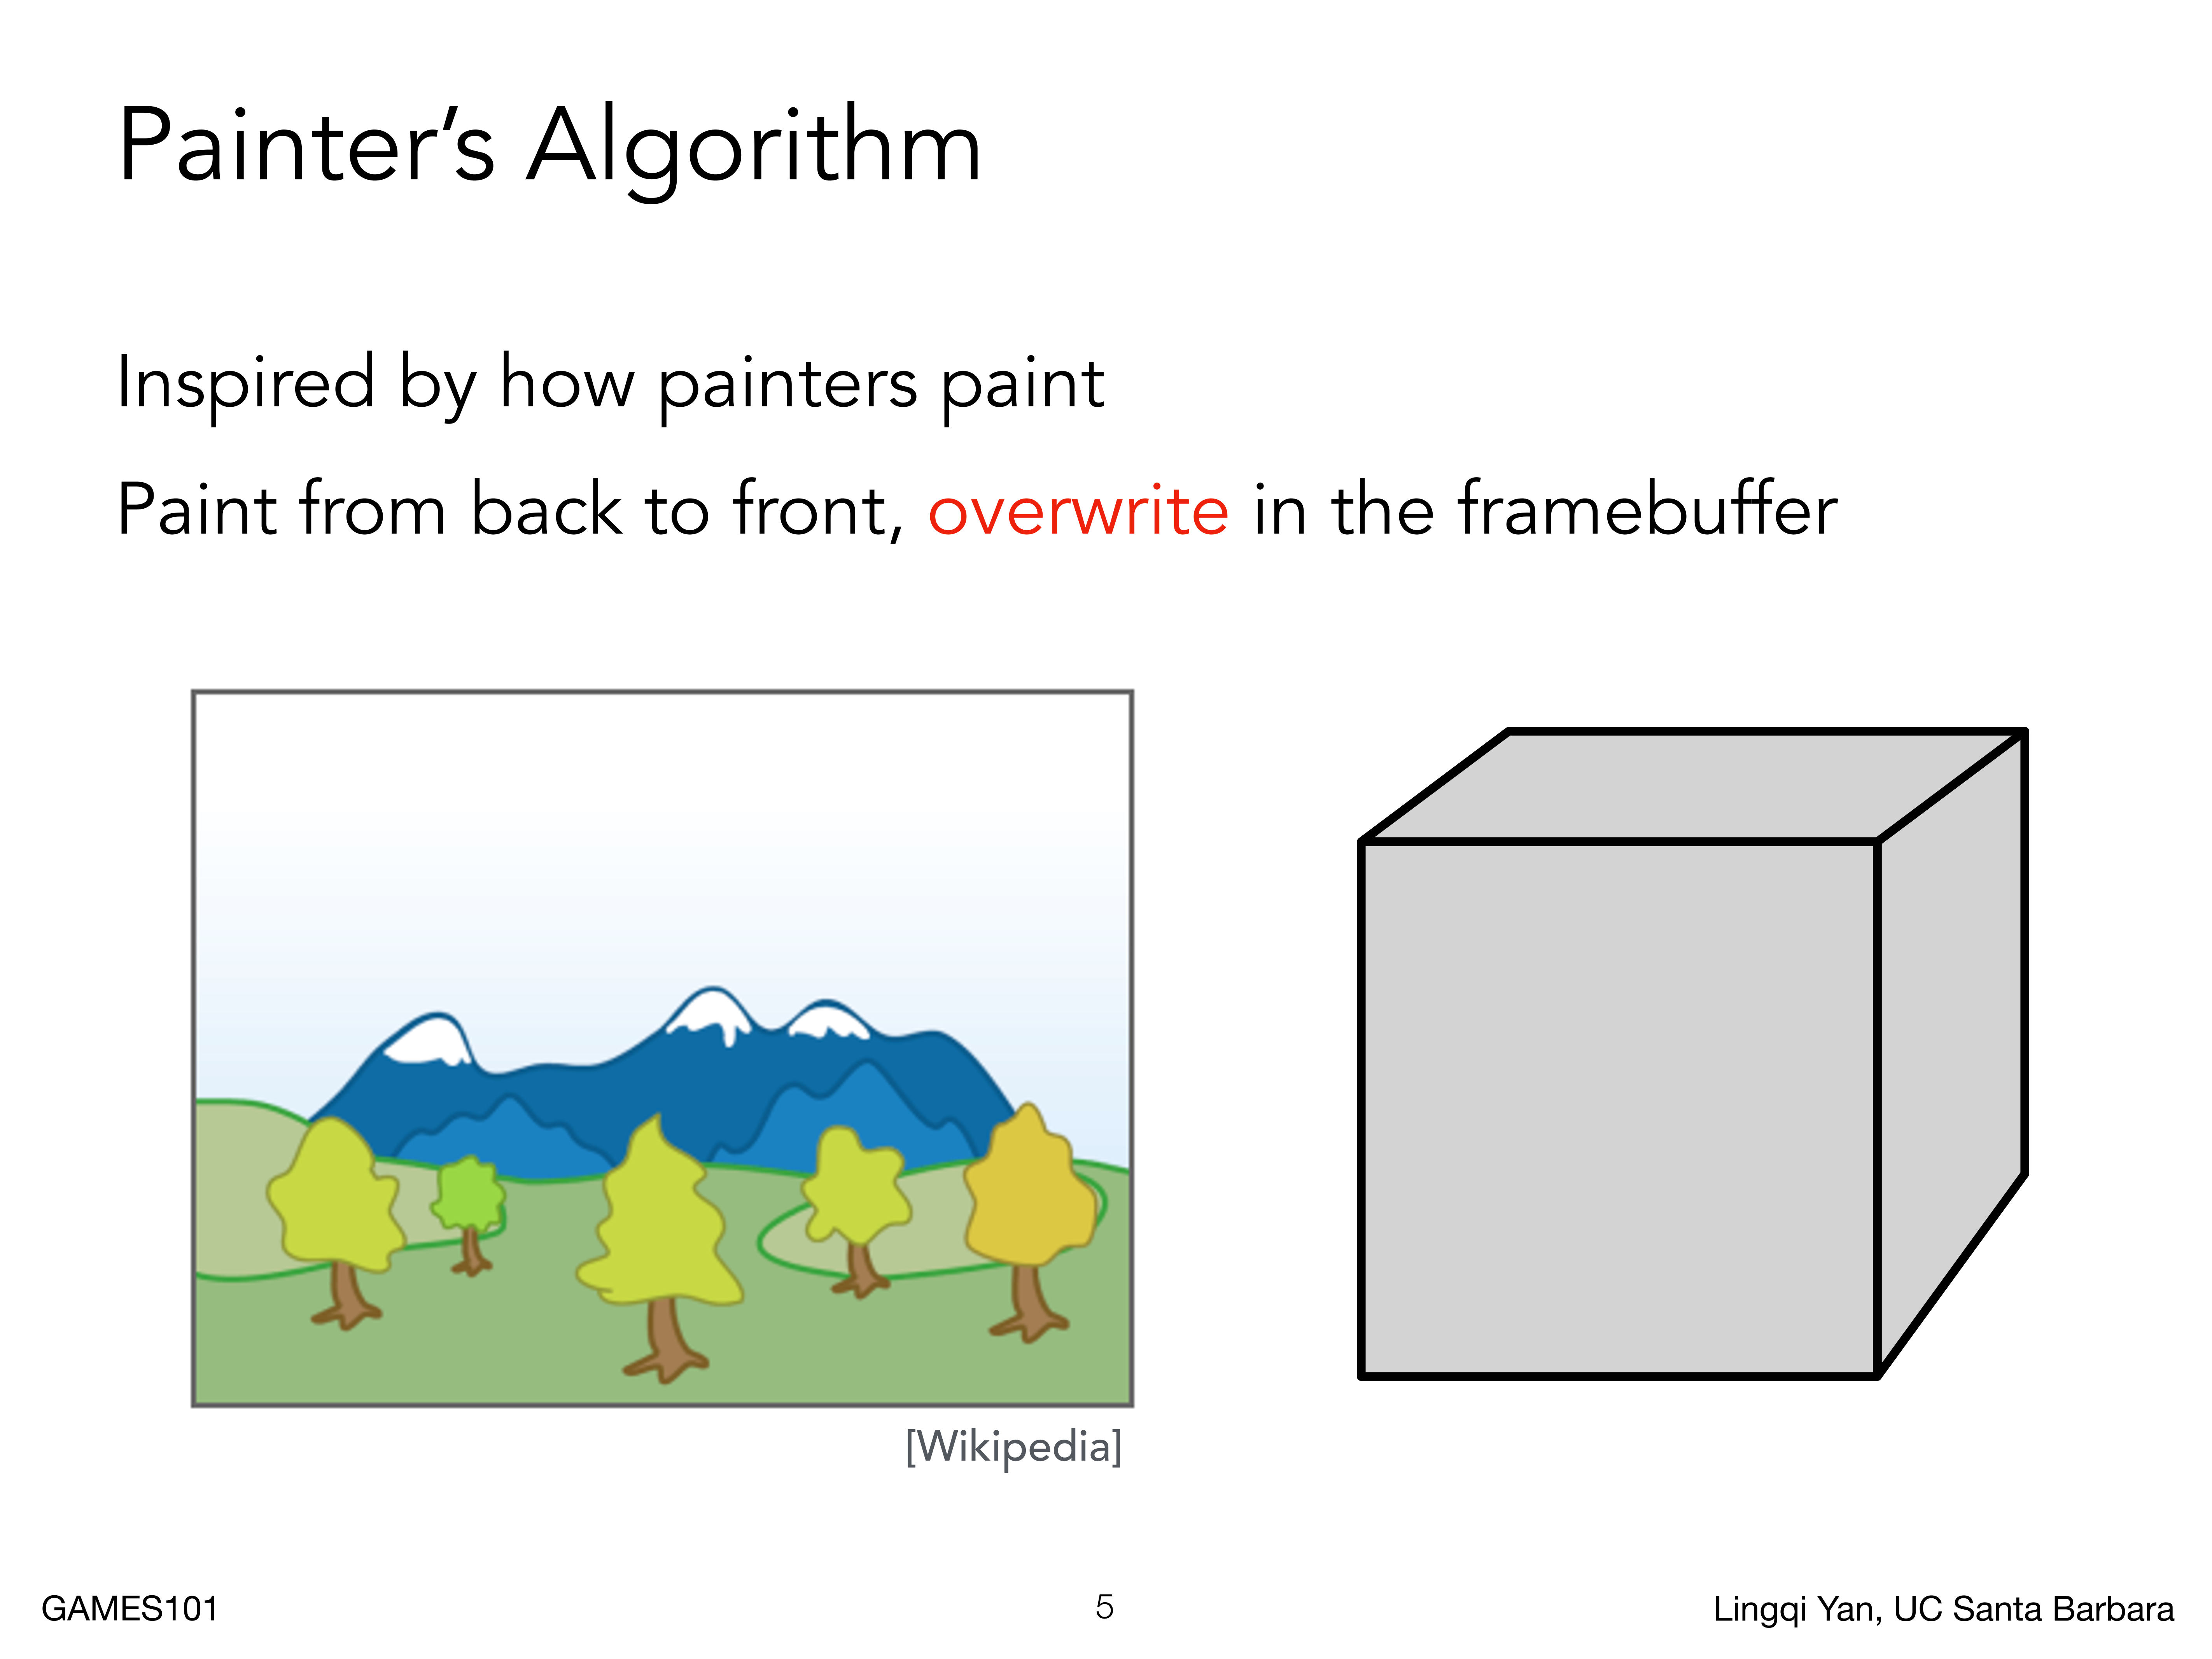 Painter’s Algorithm
Inspired by how painters paint
Paint from back to front, overwrite in the framebuffer
[Wikipedia]
GAMES101
5
Lingqi Yan, UC Santa Barbara